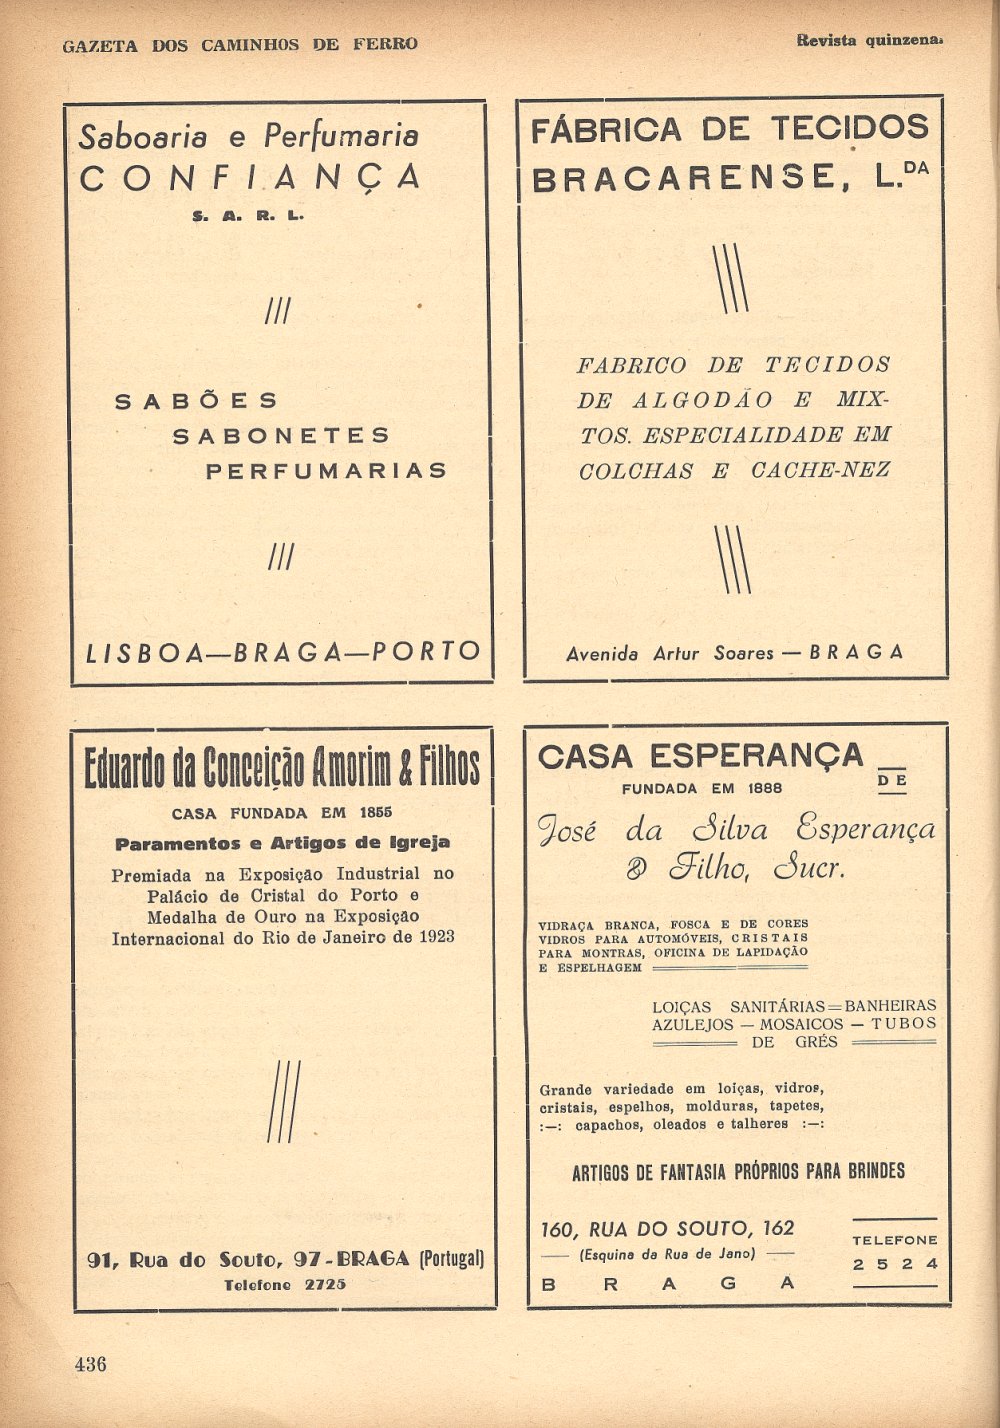 GAZETA DOS CAMINHOS DE FERRO
Revista quinzenal
Saboaria e Perfumaria
CONFIANÇA
S. A. R. L.
SABÕES
SABONETES
PERFUMARIAS
LISBOA—BRAGA—PORTO
FÁBRICA DE TECIDOS
BRACARENSE, L.DA
FABRICO DE TECIDOS
DE ALGODÃO E MIX-
TOS. ESPECIALIDADE EM
COLCHAS E CACHE-NEZ
Avenida Artur Soares — BRAGA
Eduardo da Conceição Amorim & Filhos
CASA FUNDADA EM 1855
Paramentos e Artigos de Igreja
Premiada na Exposição Industrial no
Palácio de Cristal do Porto e
Medalha de Ouro na Exposição
Internacional do Rio de Janeiro de 1923
91, Rua do Souto, 97-BRAGA (Portugal)
Telefone 2725
CASA ESPERANÇA
DE
FUNDADA EM 1888
José da Silva Esperança
& Filho, Sucr.
VIDRAÇA BRANCA, FOSCA E DE CORES
VIDROS PARA AUTOMÓVEIS, CRISTAIS
PARA MONTRAS, OFICINA DE LAPIDAÇÃO
E ESPELHAGEM
LOIÇAS SANITÁRIAS=BANHEIRAS
AZULEJOS — MOSAICOS — TUBOS
DE GRÉS
Grande variedade em loiças, vidros,
cristais, espelhos, molduras, tapetes,
:—: capachos, oleados e talheres :—:
ARTIGOS DE FANTASIA PRÓPRIOS PARA BRINDES
160, RUA DO SOUTO, 162
— (Esquina da Rua de Jano) —
BRAGA
TELEFONE
2524
436